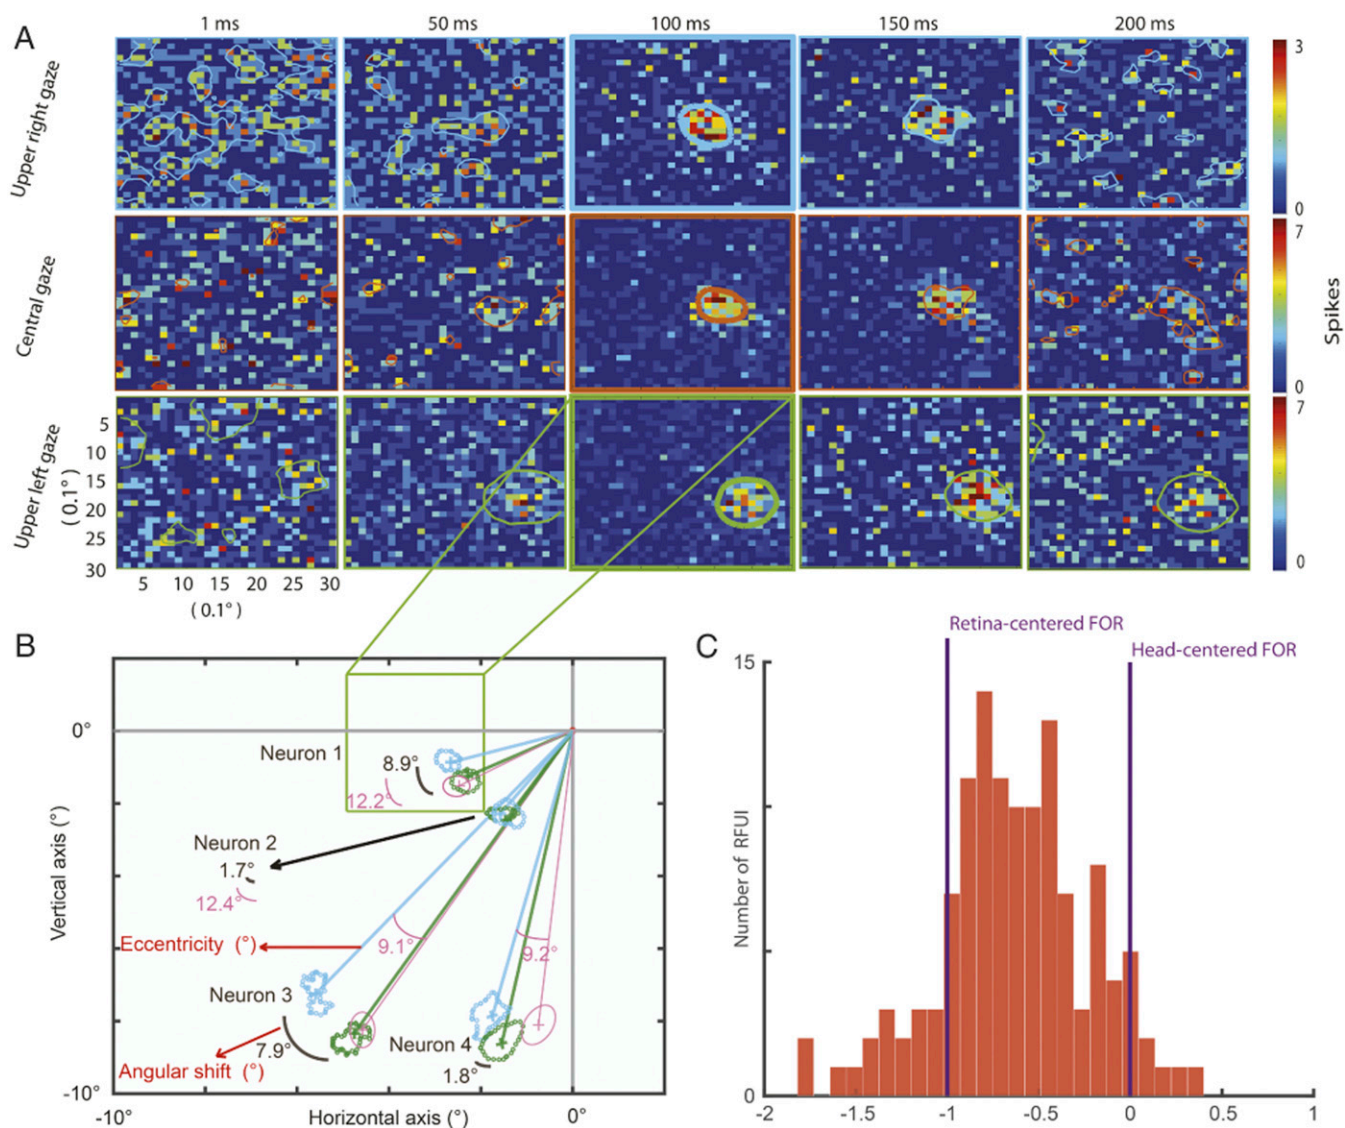 A
1 ms
50 ms
100 ms
150 ms
200 ms
Upper right gaze
Central gaze
Upper left gaze
3
0
7
0
7
0
Spikes
5
10
15
20
25
30
( 0.1° )
5
10
15
20
25
30
( 0.1° )
B
0°
Neuron 1
8.9°
12.2°
Neuron 2
1.7°
12.4°
Vertical axis (°)
Eccentricity (°)
9.1°
9.2°
Neuron 3
Neuron 4
7.9°
Angular shift (°)
1.8°
-10°
-10°
Horizontal axis (°)
0°
C
Retina-centered FOR
Head-centered FOR
15
Number of RFUI
0
-2
-1.5
-1
-0.5
0
0.5
1